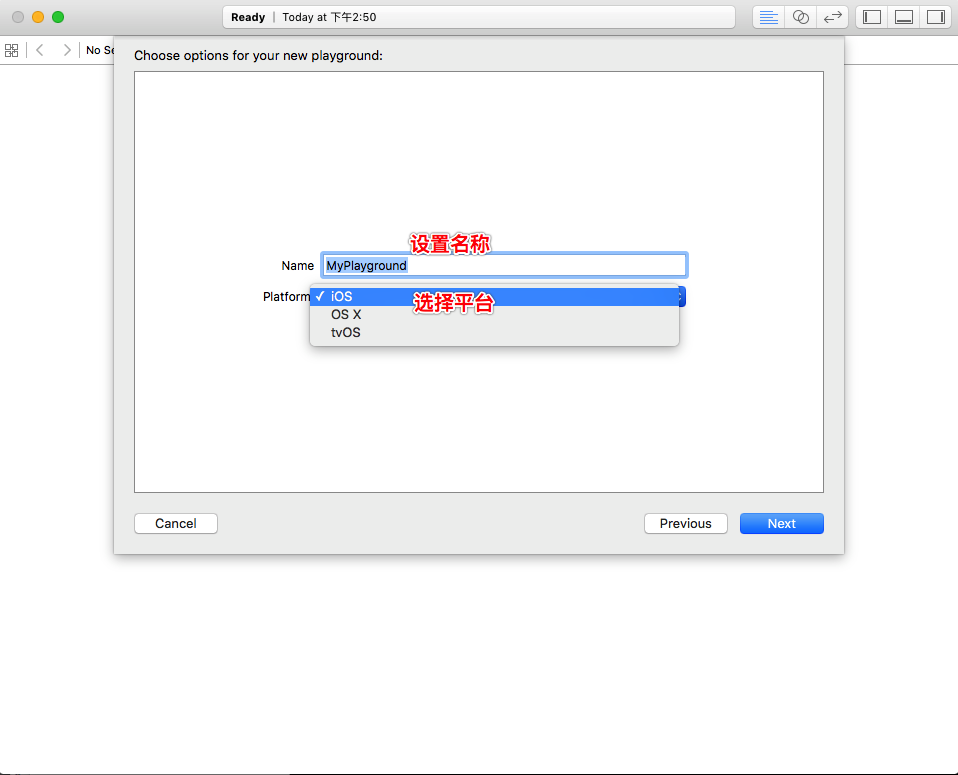 Ready | Today at 下午2:50
No Se
Choose options for your new playground:
设置名称
Name MyPlayground
Platform ✓ iOS
选择平台
OS X
tvOS
Cancel Previous Next